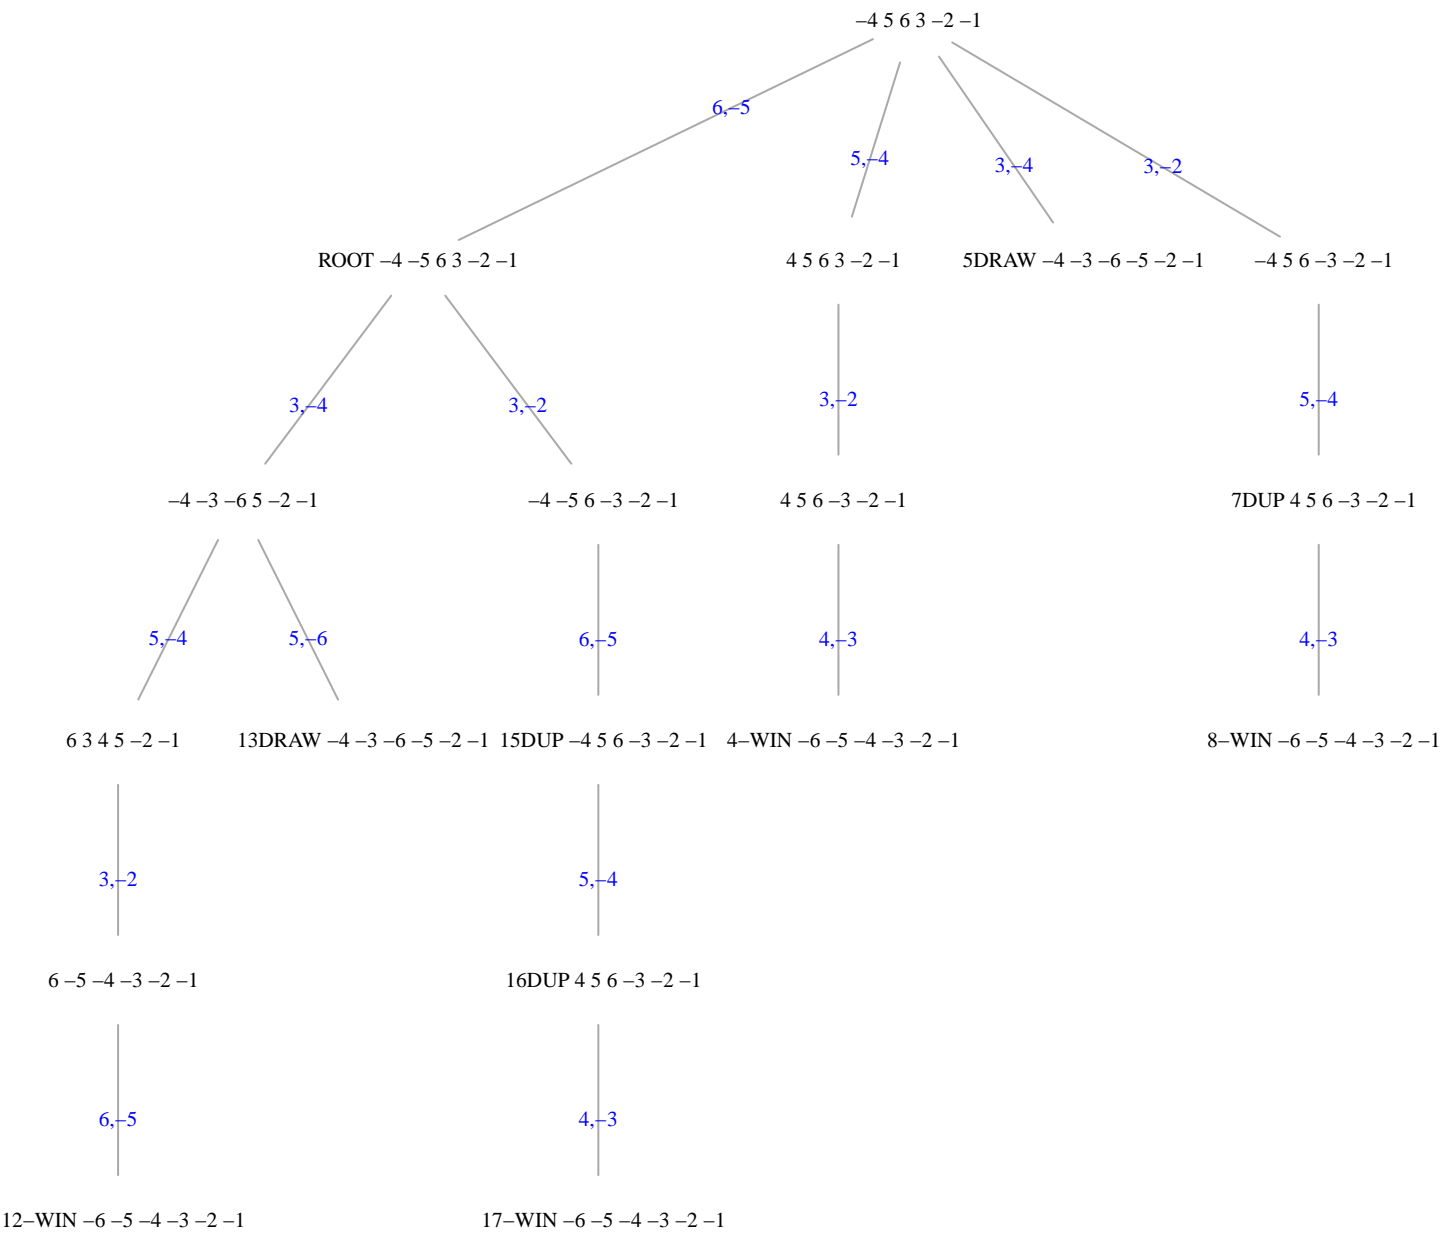 –4 5 6 3 –2 –1
6,–5
5,–4
3,–4
3,–2
ROOT –4 –5 6 3 –2 –1
4 5 6 3 –2 –1
5DRAW –4 –3 –6 –5 –2 –1
–4 5 6 –3 –2 –1
3,–4
3,–2
3,–2
5,–4
–4 –3 –6 5 –2 –1
–4 –5 6 –3 –2 –1
4 5 6 –3 –2 –1
7DUP 4 5 6 –3 –2 –1
5,–4
5,–6
6,–5
4,–3
4,–3
6 3 4 5 –2 –1
13DRAW –4 –3 –6 –5 –2 –1
15DUP –4 5 6 –3 –2 –1
4–WIN –6 –5 –4 –3 –2 –1
8–WIN –6 –5 –4 –3 –2 –1
3,–2
5,–4
6 –5 –4 –3 –2 –1
16DUP 4 5 6 –3 –2 –1
6,–5
4,–3
12–WIN –6 –5 –4 –3 –2 –1
17–WIN –6 –5 –4 –3 –2 –1